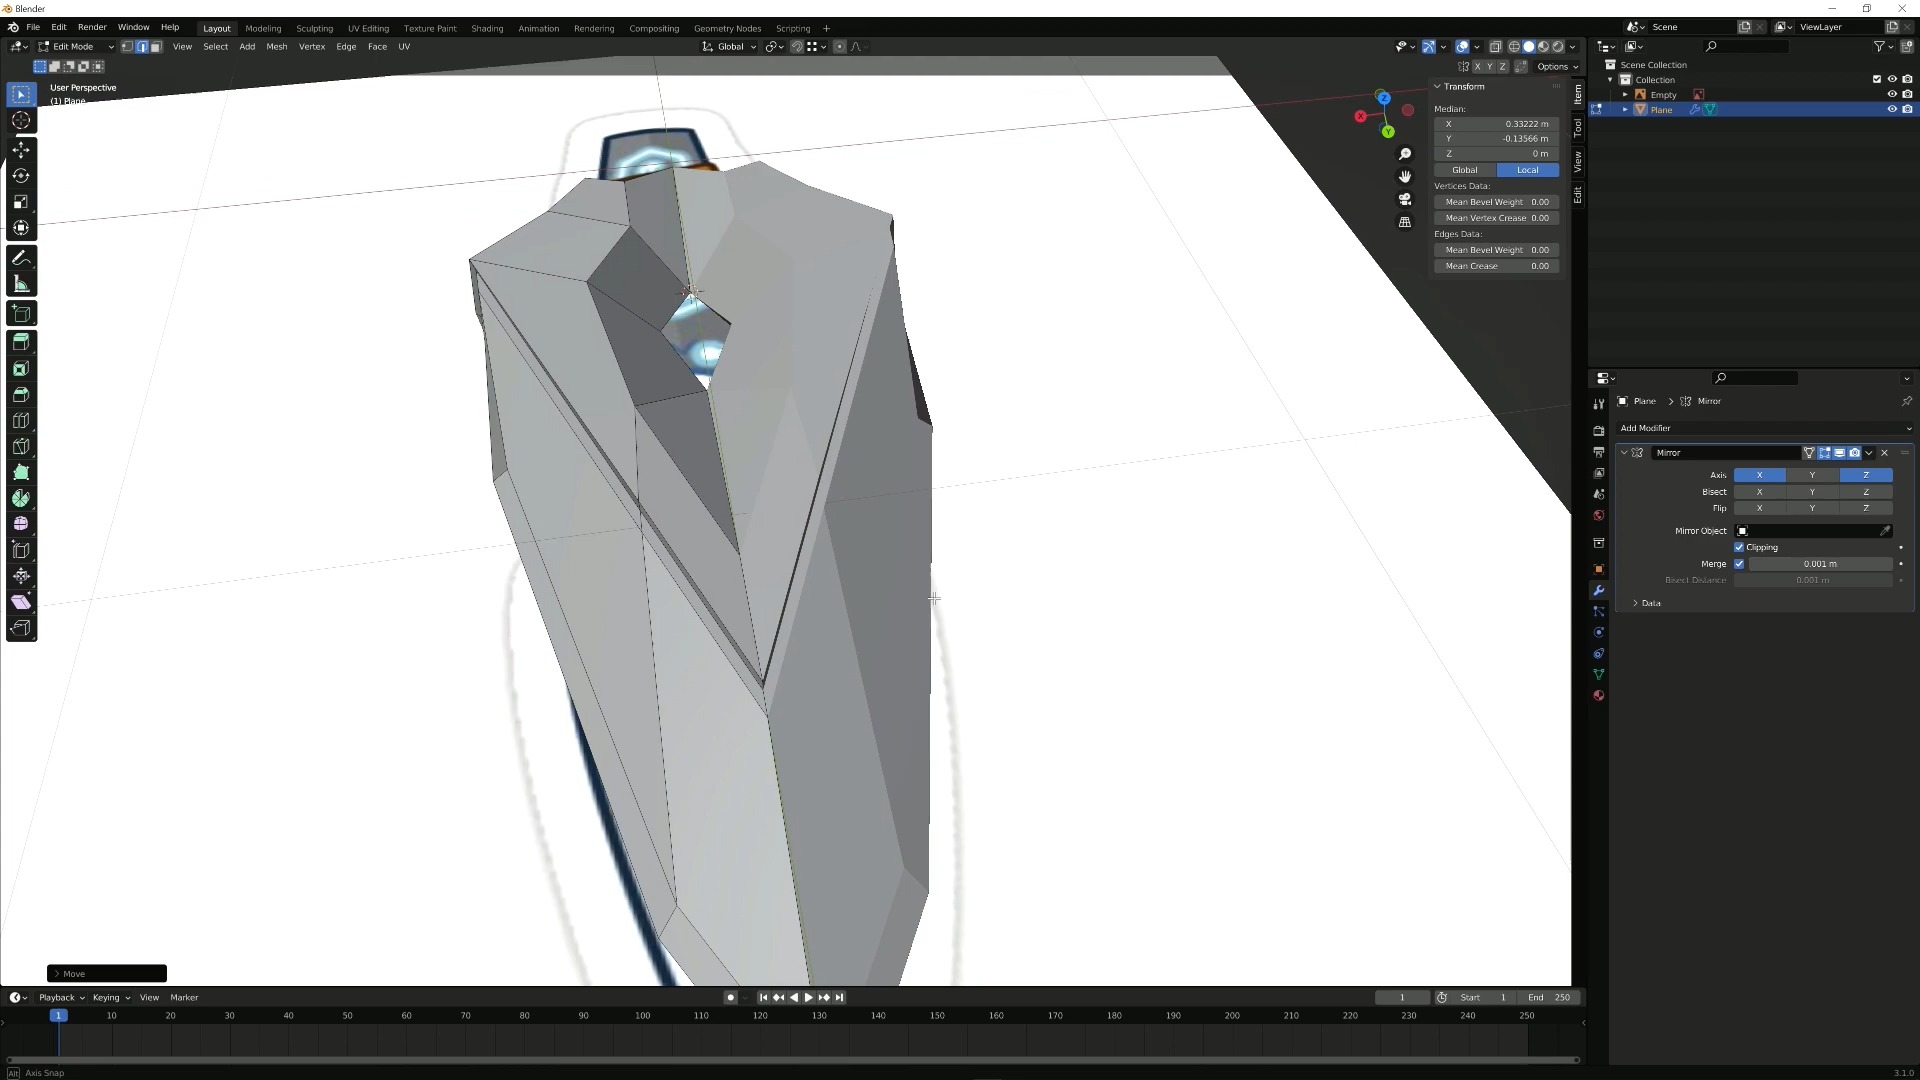 Blender
File Edit Render Window Help Layout Modeling Sculpting UV Editing Texture Paint Shading Animation Rendering Compositing Geometry Nodes Scripting + Scene ViewLayer
Edit Mode View Select Add Mesh Vertex Edge Face UV Global
X Y Z Options
User Perspective
(1) Plane
Transform
Median:
X 0.33222 m
Y -0.13566 m
Z 0 m
Global Local
Vertices Data:
Mean Bevel Weight 0.00
Mean Vertex Crease 0.00
Edges Data:
Mean Bevel Weight 0.00
Mean Crease 0.00
Item
Tool
View
Edit
Z
X
Y
Scene Collection
Collection
Empty
Plane
Plane > Mirror
Add Modifier
Mirror
Axis X Y Z
Bisect X Y Z
Flip X Y Z
Mirror Object
Clipping
Merge 0.001 m
Bisect Distance 0.001 m
Data
Move
Playback Keying View Marker 1 Start 1 End 250
1 10 20 30 40 50 60 70 80 90 100 110 120 130 140 150 160 170 180 190 200 210 220 230 240 250
Alt Axis Snap 3.1.0